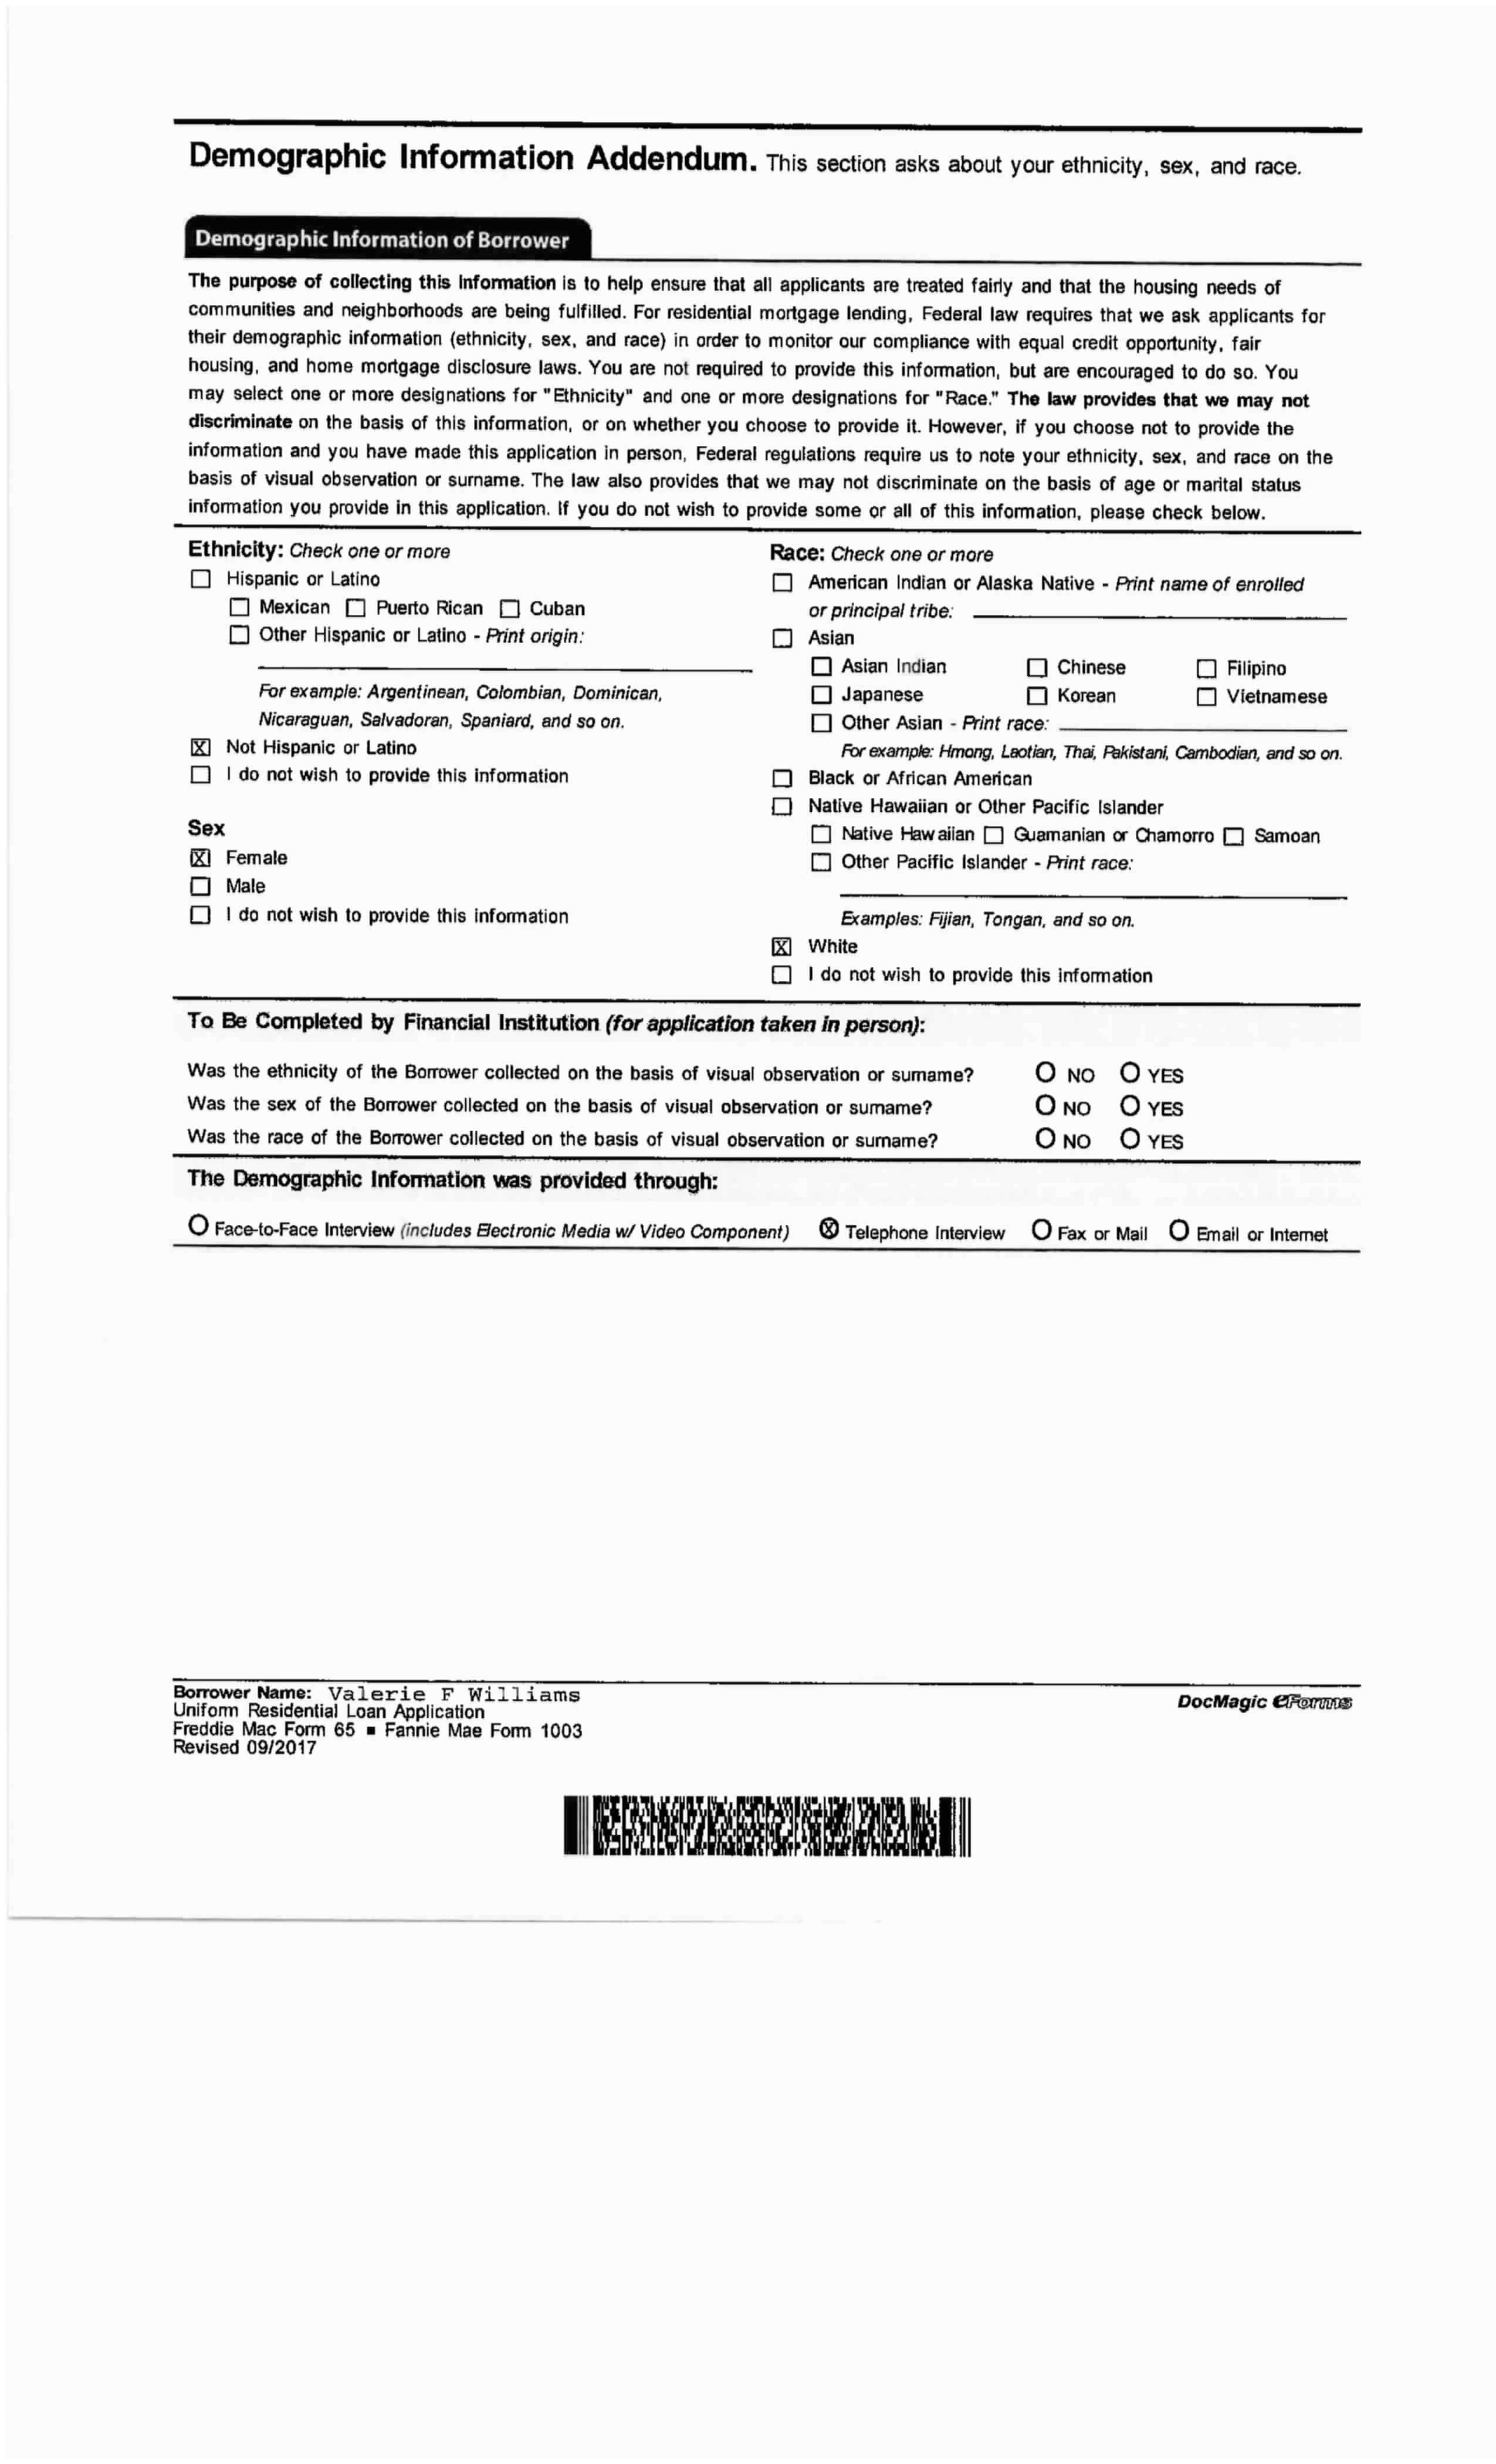 Demographic Information Addendum. This section asks about your ethnicity, sex, and race.
Demographic Information of Borrower
The purpose of collecting this information is to help ensure that all applicants are treated fairly and that the housing needs of
communities and neighborhoods are being fulfilled. For residential mortgage lending, Federal law requires that we ask applicants for
their demographic information (ethnicity, sex, and race) in order to monitor our compliance with equal credit opportunity, fair
housing, and home mortgage disclosure laws. You are not required to provide this information, but are encouraged to do so. You
may select one or more designations for "Ethnicity" and one or more designations for "Race." The law provides that we may not
discriminate on the basis of this information, or on whether you choose to provide it. However, if you choose not to provide the
information and you have made this application in person, Federal regulations require us to note your ethnicity, sex, and race on the
basis of visual observation or surname. The law also provides that we may not discriminate on the basis of age or marital status
information you provide in this application. If you do not wish to provide some or all of this information, please check below.
Ethnicity: Check one or more
☐ Hispanic or Latino
☐ Mexican ☐ Puerto Rican ☐ Cuban
☐ Other Hispanic or Latino - Print origin:
For example: Argentinean, Colombian, Dominican,
Nicaraguan, Salvadoran, Spaniard, and so on.
☒ Not Hispanic or Latino
☐ I do not wish to provide this information
Sex
☒ Female
☐ Male
☐ I do not wish to provide this information
Race: Check one or more
☐ American Indian or Alaska Native - Print name of enrolled
or principal tribe:
☐ Asian
☐ Asian Indian ☐ Chinese ☐ Filipino
☐ Japanese ☐ Korean ☐ Vietnamese
☐ Other Asian - Print race:
For example: Hmong, Laotian, Thai, Pakistani, Cambodian, and so on.
☐ Black or African American
☐ Native Hawaiian or Other Pacific Islander
☐ Native Hawaiian ☐ Guamanian or Chamorro ☐ Samoan
☐ Other Pacific Islander - Print race:
Examples: Fijian, Tongan, and so on.
☒ White
☐ I do not wish to provide this information
To Be Completed by Financial Institution (for application taken in person):
Was the ethnicity of the Borrower collected on the basis of visual observation or surname? O NO O YES
Was the sex of the Borrower collected on the basis of visual observation or surname? O NO O YES
Was the race of the Borrower collected on the basis of visual observation or surname? O NO O YES
The Demographic Information was provided through:
O Face-to-Face Interview (includes Electronic Media w/ Video Component) ⊗ Telephone Interview O Fax or Mail O Email or Internet
Borrower Name: Valerie F Williams
Uniform Residential Loan Application
Freddie Mac Form 65 ▪ Fannie Mae Form 1003
Revised 09/2017
DocMagic eForms